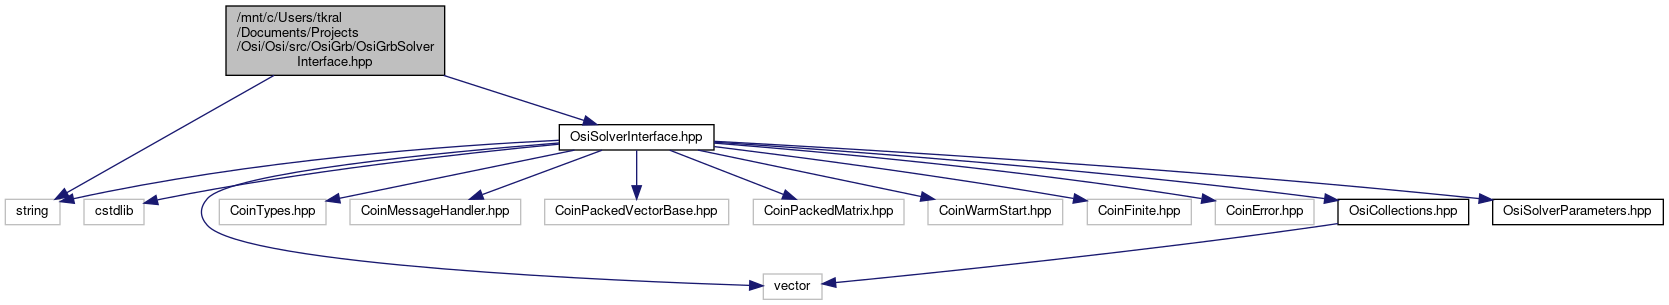 /mnt/c/Users/tkral
/Documents/Projects
/Osi/Osi/src/OsiGrb/OsiGrbSolver
Interface.hpp
OsiSolverInterface.hpp
string
cstdlib
CoinTypes.hpp
CoinMessageHandler.hpp
CoinPackedVectorBase.hpp
CoinPackedMatrix.hpp
CoinWarmStart.hpp
CoinFinite.hpp
CoinError.hpp
OsiCollections.hpp
OsiSolverParameters.hpp
vector